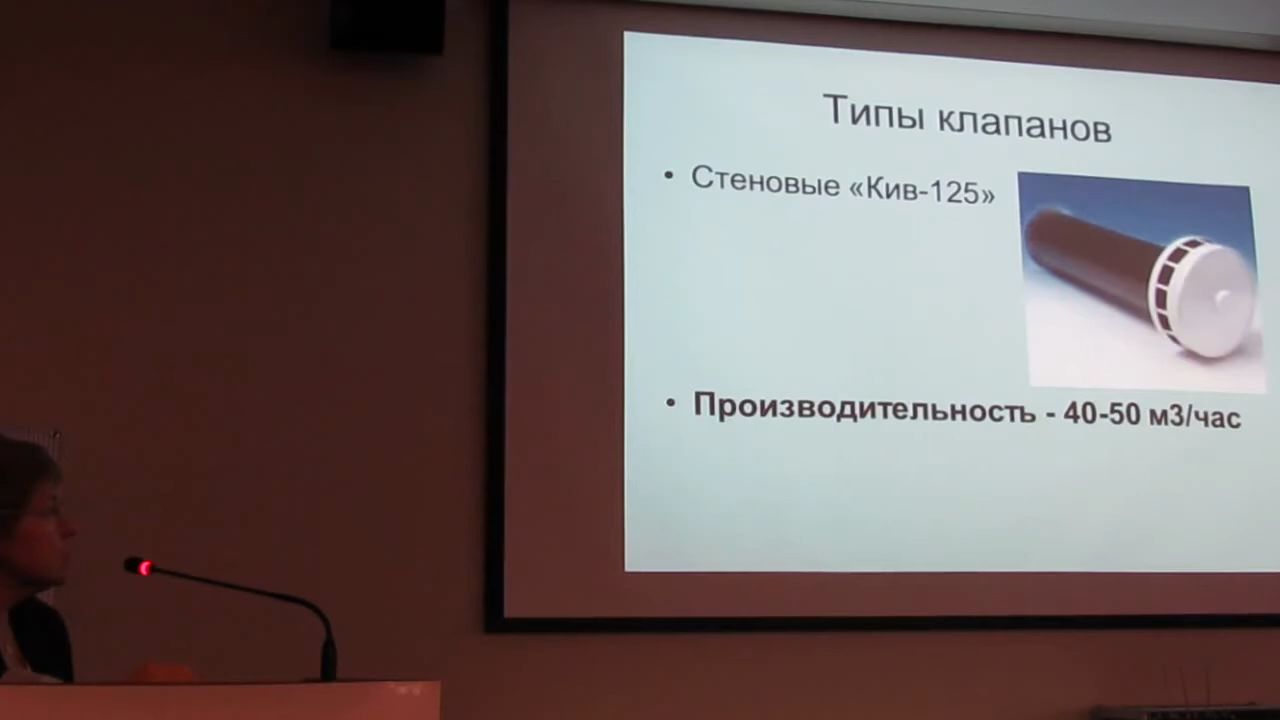 Типы клапанов
• Стеновые «Кив-125»
• Производительность - 40-50 м3/час